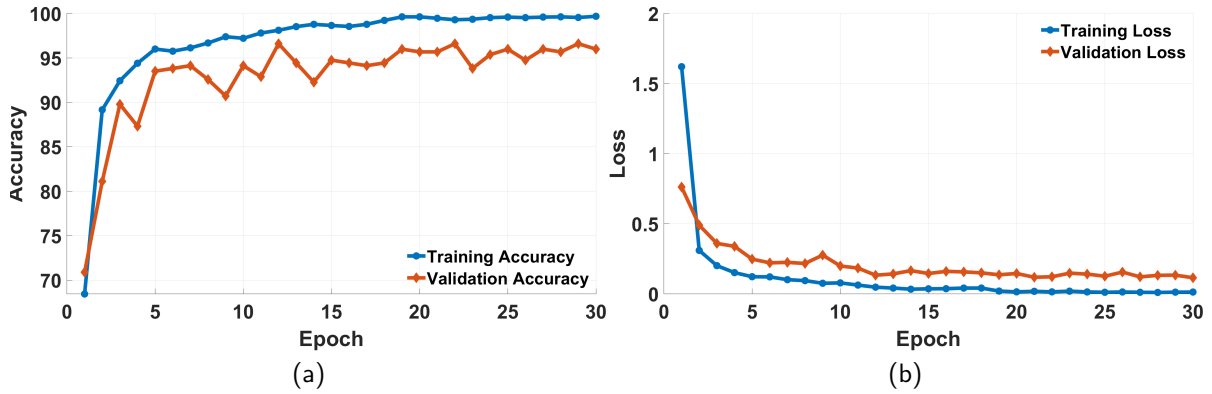 100
95
90
85
80
75
70
0
5
10
15
20
25
30
Accuracy
Epoch
Training Accuracy
Validation Accuracy
(a)
2
1.5
1
0.5
0
0
5
10
15
20
25
30
Loss
Epoch
Training Loss
Validation Loss
(b)